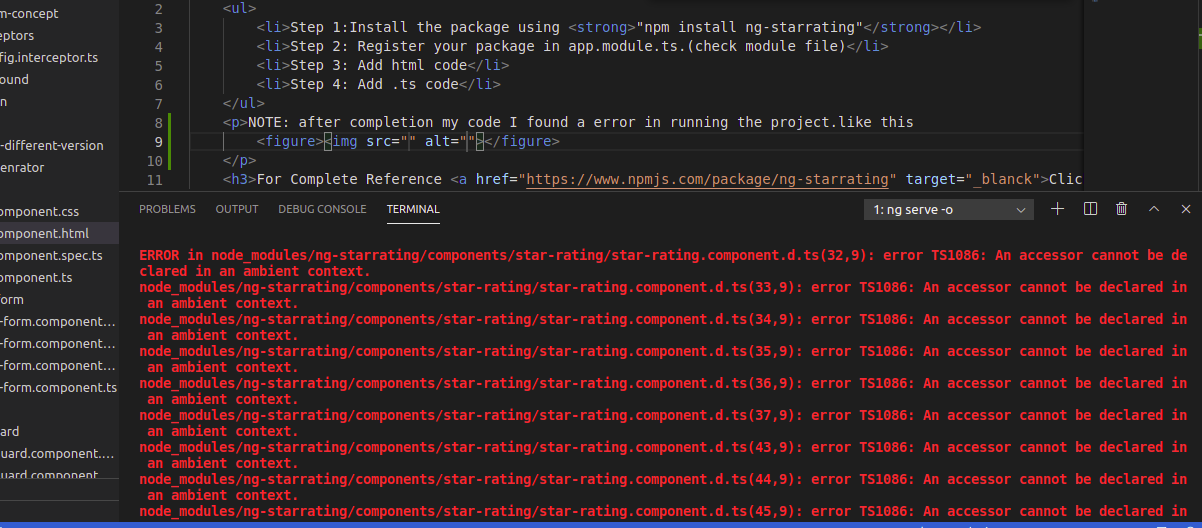 m-concept
eptors
fig.interceptor.ts
ound
n
-different-version
enrator
omponent.css
omponent.html
omponent.spec.ts
omponent.ts
orm
-form.component...
-form.component...
-form.component...
-form.component.ts
ard
uard.component....
uard.component
2 <ul>
3 <li>Step 1:Install the package using <strong>"npm install ng-starrating"</strong></li>
4 <li>Step 2: Register your package in app.module.ts.(check module file)</li>
5 <li>Step 3: Add html code</li>
6 <li>Step 4: Add .ts code</li>
7 </ul>
8 <p>NOTE: after completion my code I found a error in running the project.like this
9 <figure><img src="" alt=""></figure>
10 </p>
11 <h3>For Complete Reference <a href="https://www.npmjs.com/package/ng-starrating" target="_blanck">Clic
PROBLEMS OUTPUT DEBUG CONSOLE TERMINAL 1: ng serve -o
ERROR in node_modules/ng-starrating/components/star-rating/star-rating.component.d.ts(32,9): error TS1086: An accessor cannot be de
clared in an ambient context.
node_modules/ng-starrating/components/star-rating/star-rating.component.d.ts(33,9): error TS1086: An accessor cannot be declared in
an ambient context.
node_modules/ng-starrating/components/star-rating/star-rating.component.d.ts(34,9): error TS1086: An accessor cannot be declared in
an ambient context.
node_modules/ng-starrating/components/star-rating/star-rating.component.d.ts(35,9): error TS1086: An accessor cannot be declared in
an ambient context.
node_modules/ng-starrating/components/star-rating/star-rating.component.d.ts(36,9): error TS1086: An accessor cannot be declared in
an ambient context.
node_modules/ng-starrating/components/star-rating/star-rating.component.d.ts(37,9): error TS1086: An accessor cannot be declared in
an ambient context.
node_modules/ng-starrating/components/star-rating/star-rating.component.d.ts(43,9): error TS1086: An accessor cannot be declared in
an ambient context.
node_modules/ng-starrating/components/star-rating/star-rating.component.d.ts(44,9): error TS1086: An accessor cannot be declared in
an ambient context.
node_modules/ng-starrating/components/star-rating/star-rating.component.d.ts(45,9): error TS1086: An accessor cannot be declared in